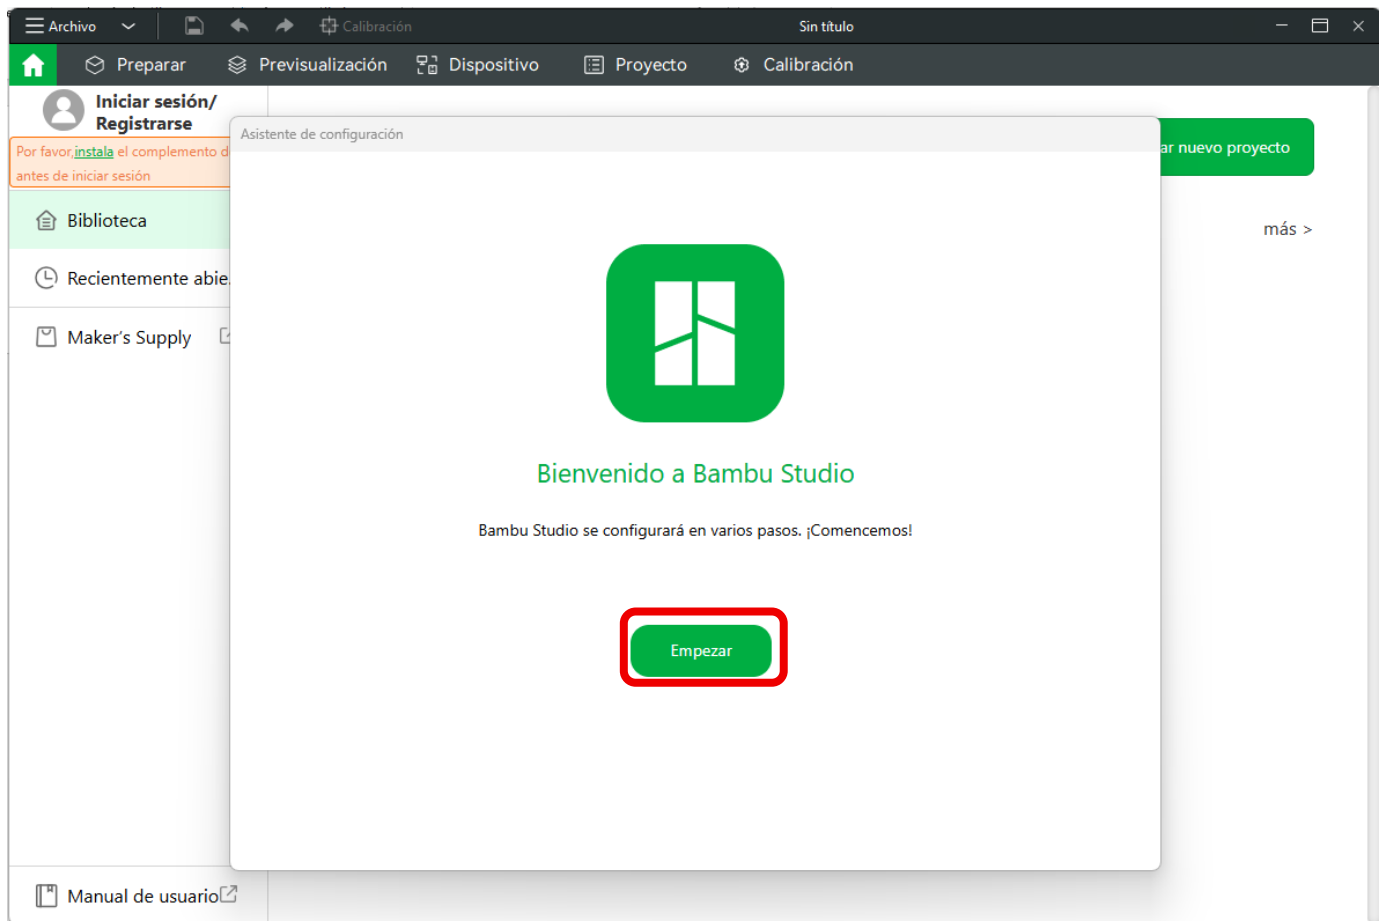 Archivo
Calibración
Sin título
Preparar
Previsualización
Dispositivo
Proyecto
Calibración
Iniciar sesión/
Registrarse
Por favor,instala el complemento d
antes de iniciar sesión
Biblioteca
Recientemente abie
Maker's Supply
Manual de usuario
Asistente de configuración
Bienvenido a Bambu Studio
Bambu Studio se configurará en varios pasos. ¡Comencemos!
Empezar
ar nuevo proyecto
más >